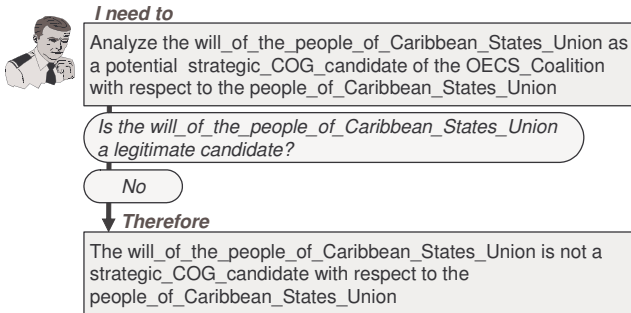 I need to
Analyze the will_of_the_people_of_Caribbean_States_Union as
a potential strategic_COG_candidate of the OECS_Coalition
with respect to the people_of_Caribbean_States_Union
Is the will_of_the_people_of_Caribbean_States_Union
a legitimate candidate?
No
Therefore
The will_of_the_people_of_Caribbean_States_Union is not a
strategic_COG_candidate with respect to the
people_of_Caribbean_States_Union